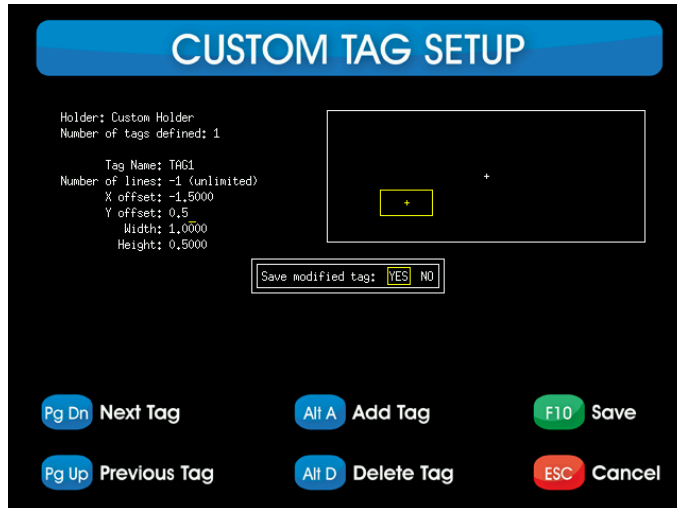 CUSTOM TAG SETUP
Holder: Custom Holder
Number of tags defined: 1
Tag Name: TAG1
Number of lines: -1 (unlimited)
X offset: -1.5000
Y offset: 0.5
Width: 1.0000
Height: 0.5000
Save modified tag: YES NO
Pg Dn Next Tag
Alt A Add Tag
F10 Save
Pg Up Previous Tag
Alt D Delete Tag
ESC Cancel